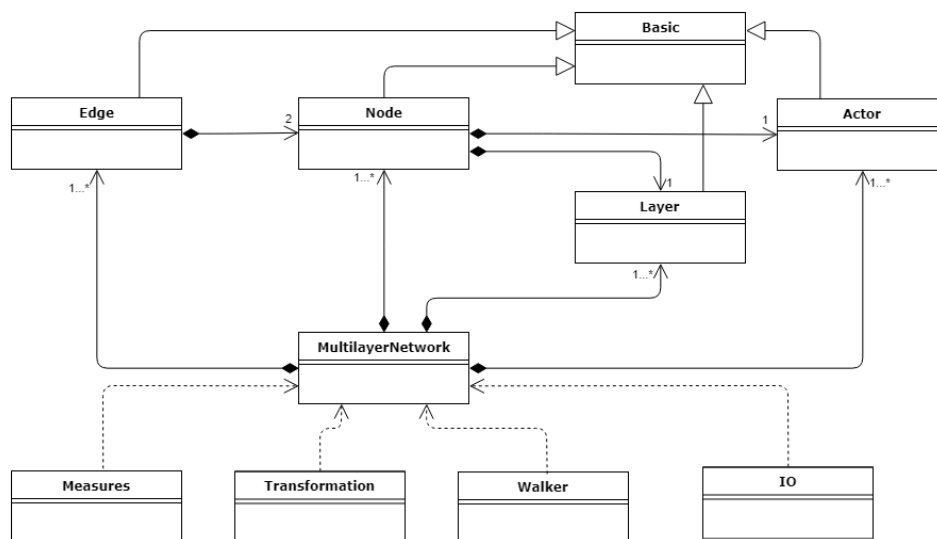 Basic
Edge
Node
Actor
2
1
1...*
1...*
1
1...*
Layer
1...*
MultilayerNetwork
Measures
Transformation
Walker
IO